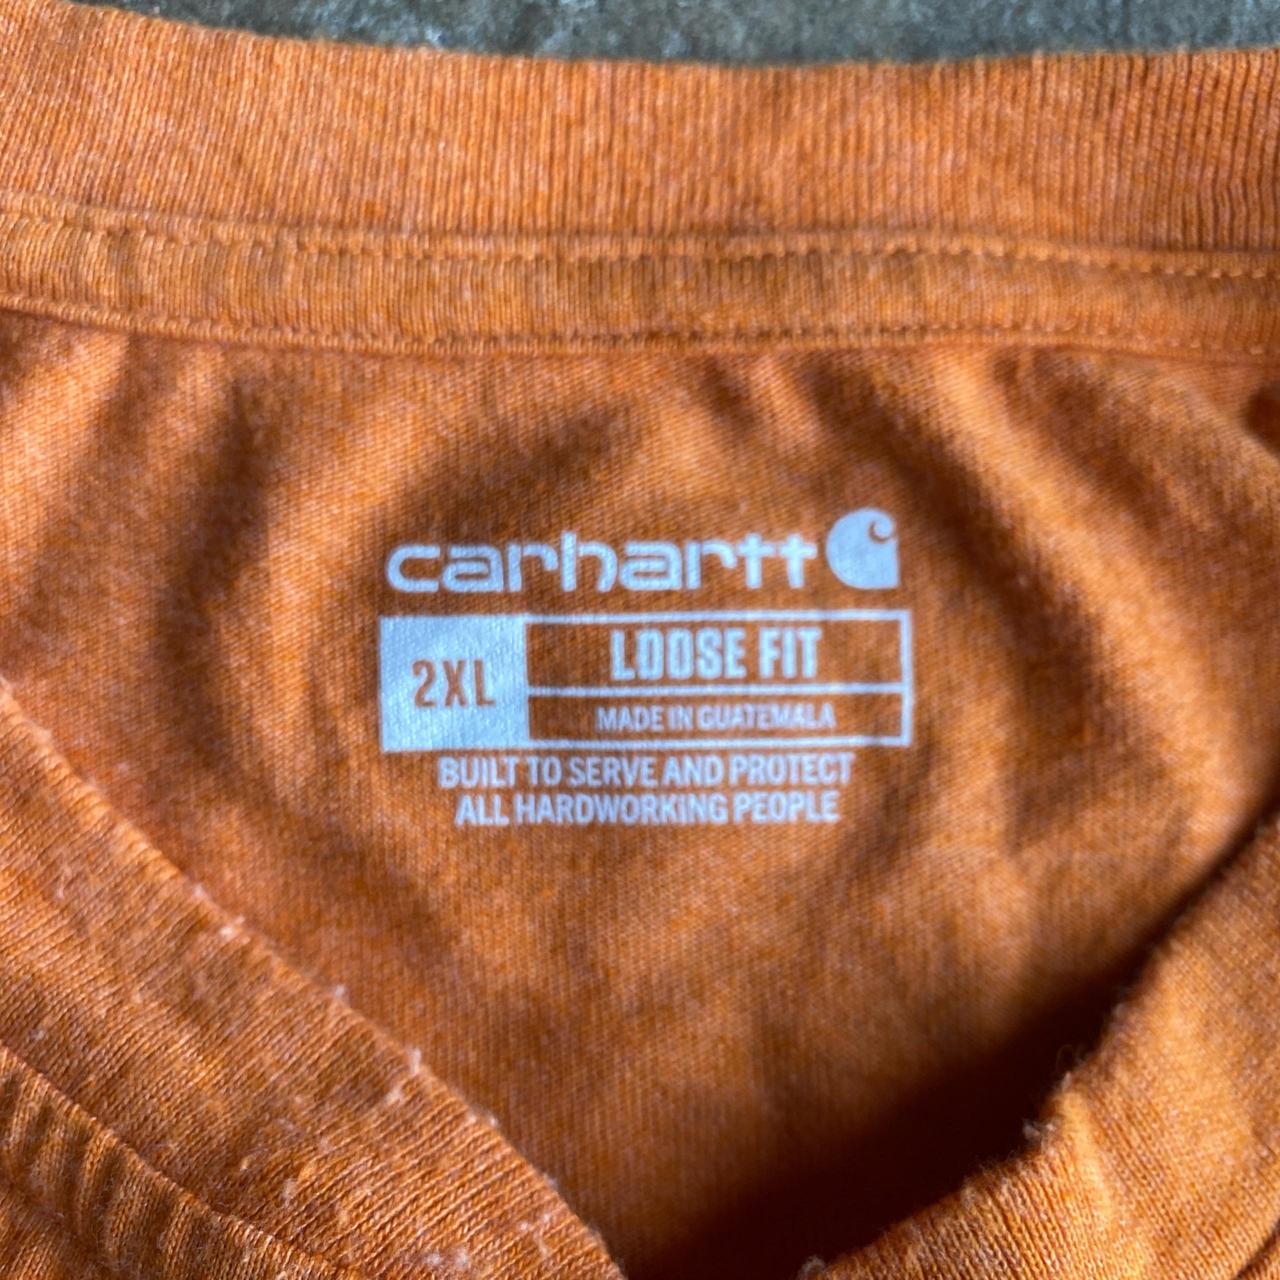 carhartt
2XL
LOOSE FIT
MADE IN GUATEMALA
BUILT TO SERVE AND PROTECT
ALL HARDWORKING PEOPLE